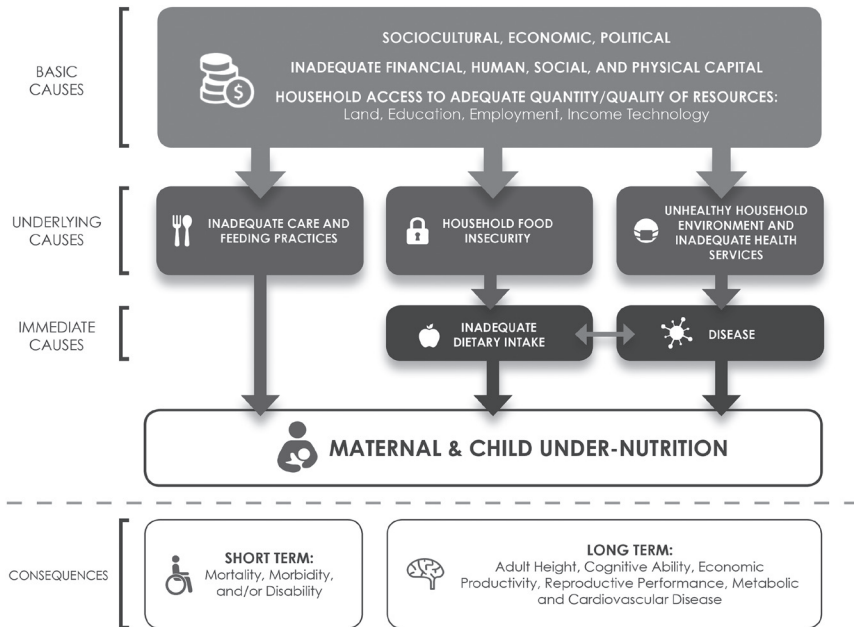 BASIC
CAUSES
SOCIOCULTURAL, ECONOMIC, POLITICAL
INADEQUATE FINANCIAL, HUMAN, SOCIAL, AND PHYSICAL CAPITAL
HOUSEHOLD ACCESS TO ADEQUATE QUANTITY/QUALITY OF RESOURCES:
Land, Education, Employment, Income Technology
$
UNDERLYING
CAUSES
INADEQUATE CARE AND
FEEDING PRACTICES
HOUSEHOLD FOOD
INSECURITY
UNHEALTHY HOUSEHOLD
ENVIRONMENT AND
INADEQUATE HEALTH
SERVICES
IMMEDIATE
CAUSES
INADEQUATE
DIETARY INTAKE
DISEASE
MATERNAL & CHILD UNDER-NUTRITION
CONSEQUENCES
SHORT TERM:
Mortality, Morbidity,
and/or Disability
LONG TERM:
Adult Height, Cognitive Ability, Economic
Productivity, Reproductive Performance, Metabolic
and Cardiovascular Disease